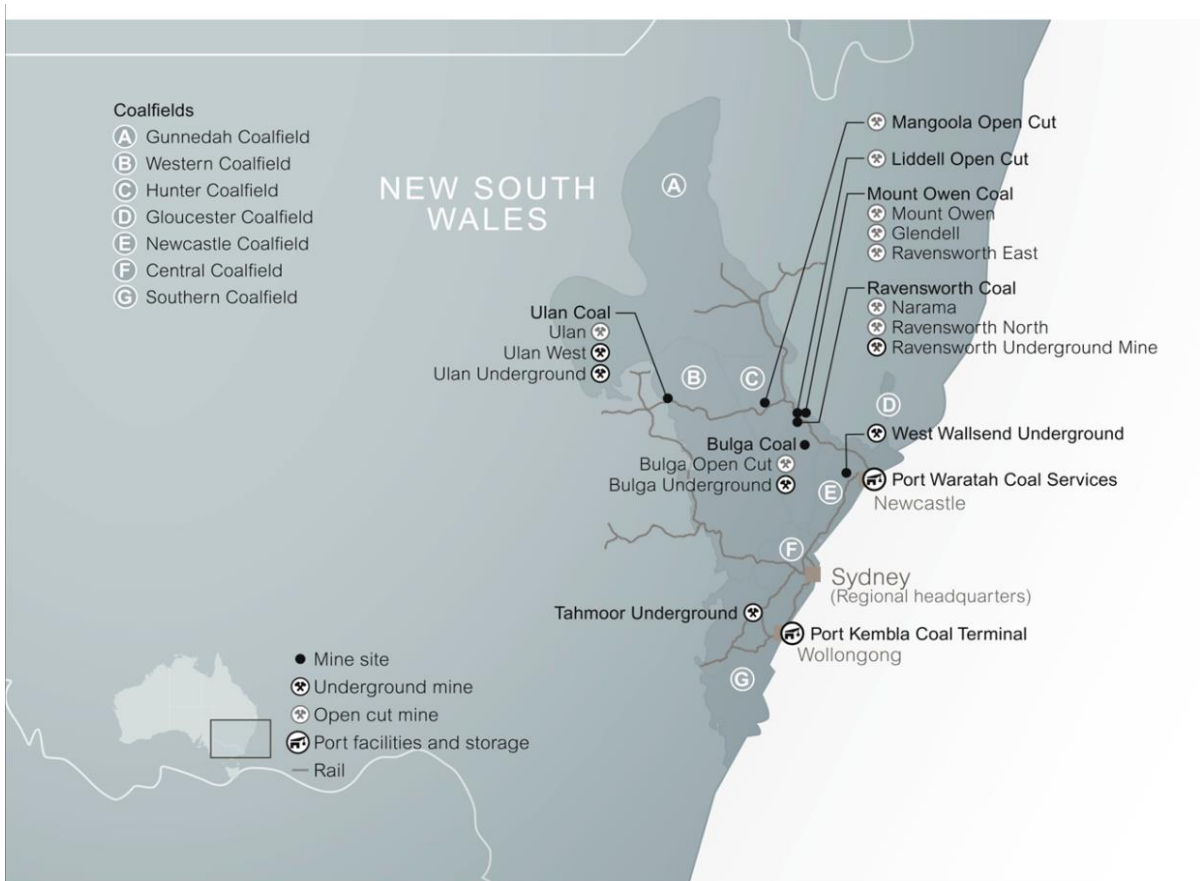 Coalfields
A Gunnedah Coalfield
B Western Coalfield
C Hunter Coalfield
D Gloucester Coalfield
E Newcastle Coalfield
F Central Coalfield
G Southern Coalfield
NEW SOUTH
WALES
A
Mangoola Open Cut
Liddell Open Cut
Mount Owen Coal
Mount Owen
Glendell
Ravensworth East
Ravensworth Coal
Narama
Ravensworth North
Ravensworth Underground Mine
Ulan Coal
Ulan
Ulan West
Ulan Underground
B
C
D
West Wallsend Underground
Bulga Coal
Bulga Open Cut
Bulga Underground
E
Port Waratah Coal Services
Newcastle
F
Sydney
(Regional headquarters)
Tahmoor Underground
Port Kembla Coal Terminal
Wollongong
G
Mine site
Underground mine
Open cut mine
Port facilities and storage
Rail